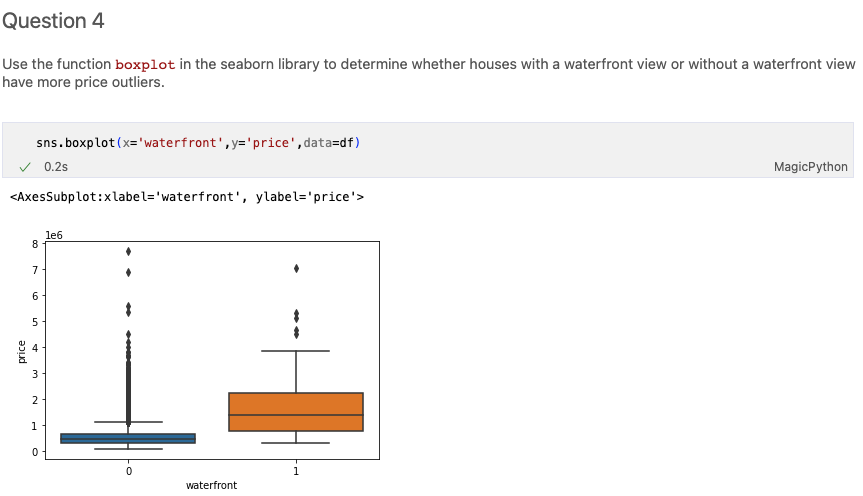 Question 4
Use the function boxplot in the seaborn library to determine whether houses with a waterfront view or without a waterfront view
have more price outliers.
sns.boxplot(x='waterfront',y='price',data=df)
0.2s
MagicPython
<AxesSubplot:xlabel='waterfront', ylabel='price'>
1e6
8
7
6
5
4
3
2
1
0
price
0 1
waterfront